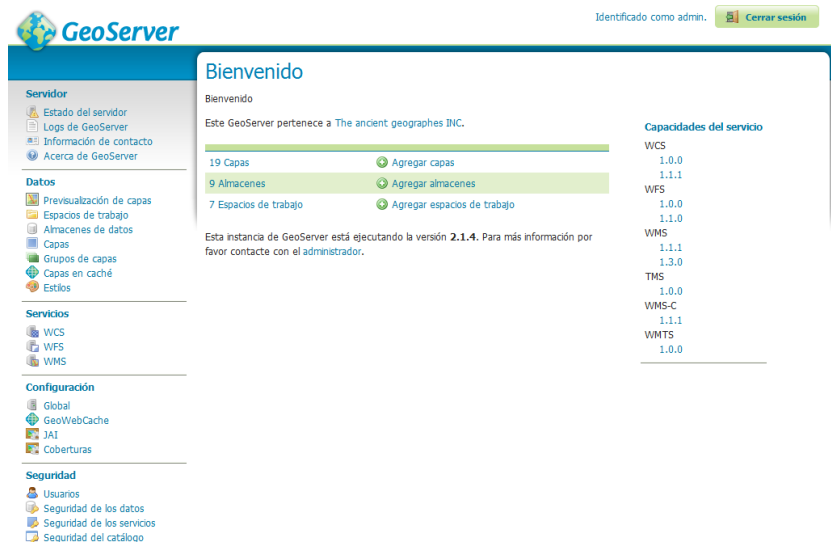 GeoServer
Identificado como admin.
Cerrar sesión
Servidor
Estado del servidor
Logs de GeoServer
Información de contacto
Acerca de GeoServer
Datos
Previsualización de capas
Espacios de trabajo
Almacenes de datos
Capas
Grupos de capas
Capas en caché
Estilos
Servicios
WCS
WFS
WMS
Configuración
Global
GeoWebCache
JAI
Coberturas
Seguridad
Usuarios
Seguridad de los datos
Seguridad de los servicios
Seguridad del catálogo
Bienvenido
Bienvenido
Este GeoServer pertenece a The ancient geographes INC.
19 Capas Agregar capas
9 Almacenes Agregar almacenes
7 Espacios de trabajo Agregar espacios de trabajo
Esta instancia de GeoServer está ejecutando la versión 2.1.4. Para más información por
favor contacte con el administrador.
Capacidades del servicio
WCS
1.0.0
1.1.1
WFS
1.0.0
1.1.0
WMS
1.1.1
1.3.0
TMS
1.0.0
WMS-C
1.1.1
WMTS
1.0.0